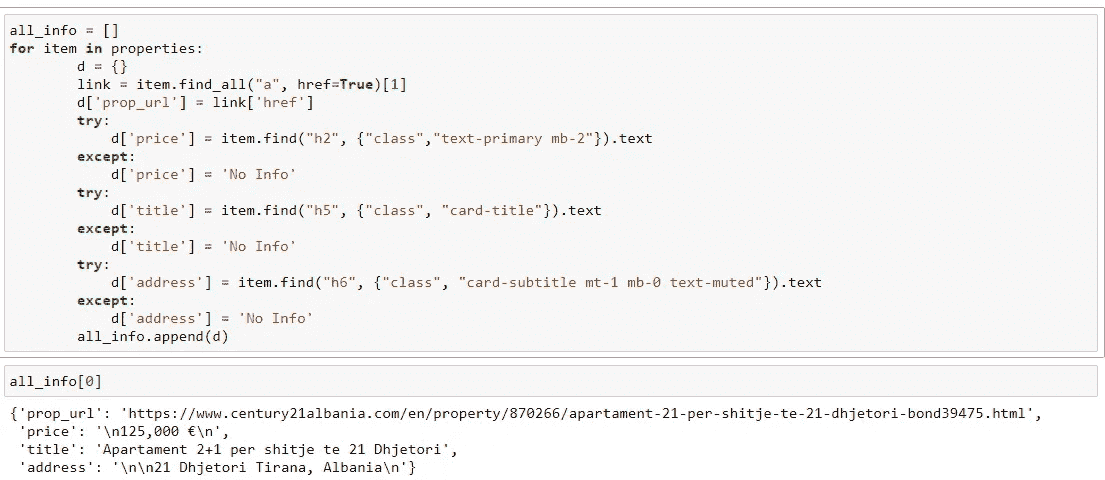 all_info = []
for item in properties:
        d = {}
        link = item.find_all("a", href=True)[1]
        d['prop_url'] = link['href']
        try:
            d['price'] = item.find("h2", {"class","text-primary mb-2"}).text
        except:
            d['price'] = 'No Info'
        try:
            d['title'] = item.find("h5", {"class", "card-title"}).text
        except:
            d['title'] = 'No Info'
        try:
            d['address'] = item.find("h6", {"class", "card-subtitle mt-1 mb-0 text-muted"}).text
        except:
            d['address'] = 'No Info'
        all_info.append(d)
all_info[0]
{'prop_url': 'https://www.century21albania.com/en/property/870266/apartament-21-per-shitje-te-21-dhjetori-bond39475.html',
 'price': '\n125,000 €\n',
 'title': 'Apartament 2+1 per shitje te 21 Dhjetori',
 'address': '\n\n21 Dhjetori Tirana, Albania\n'}